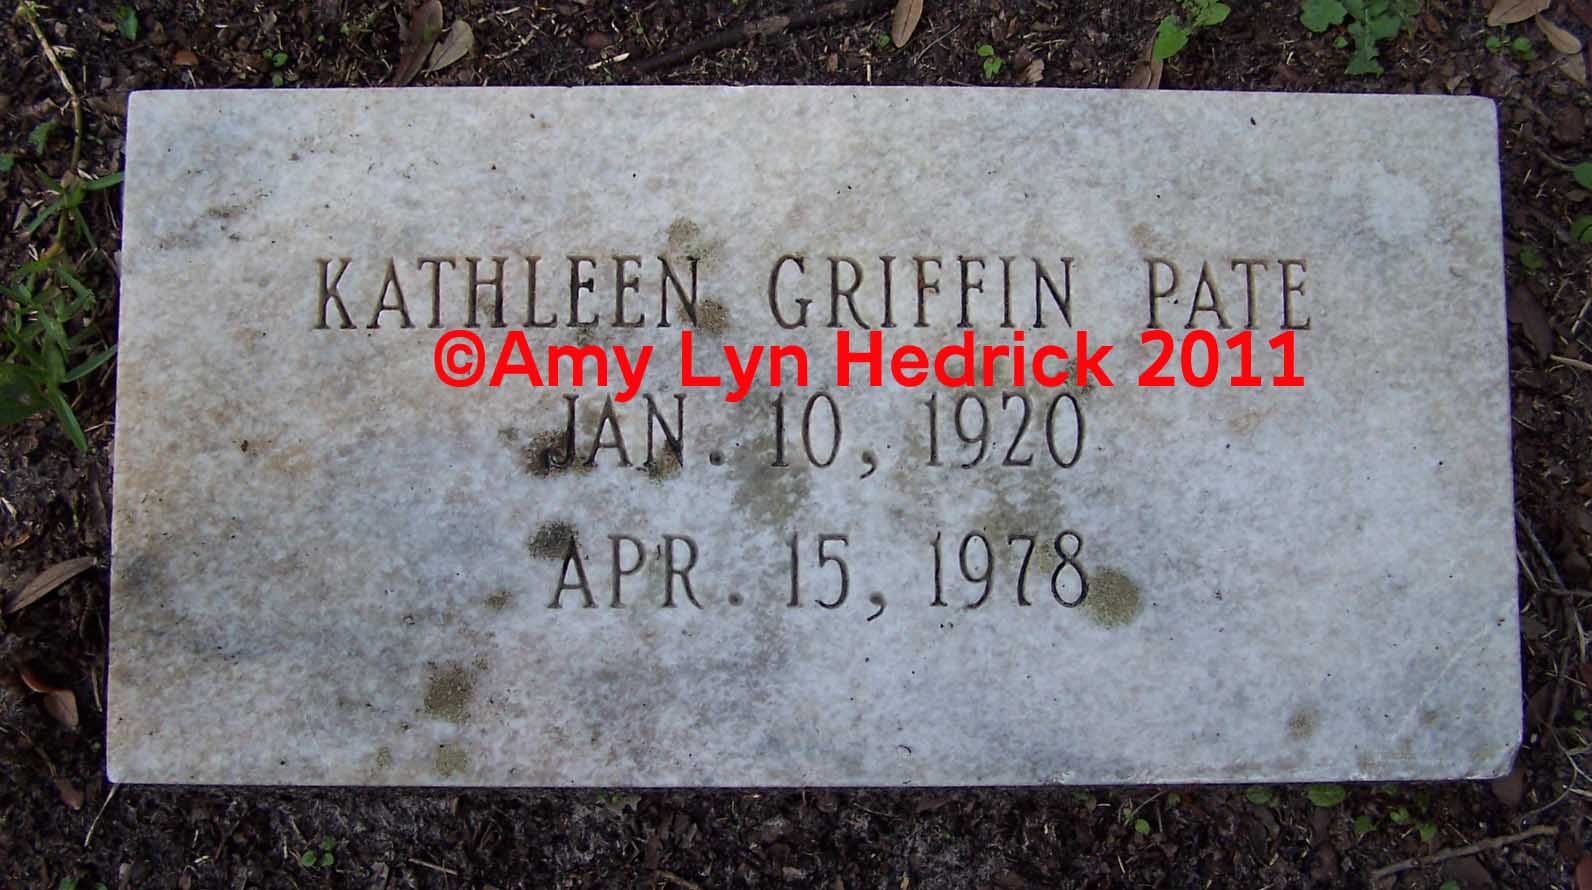 KATHLEEN GRIFFIN PATE
©Amy Lyn Hedrick 2011
JAN. 10, 1920
APR. 15, 1978